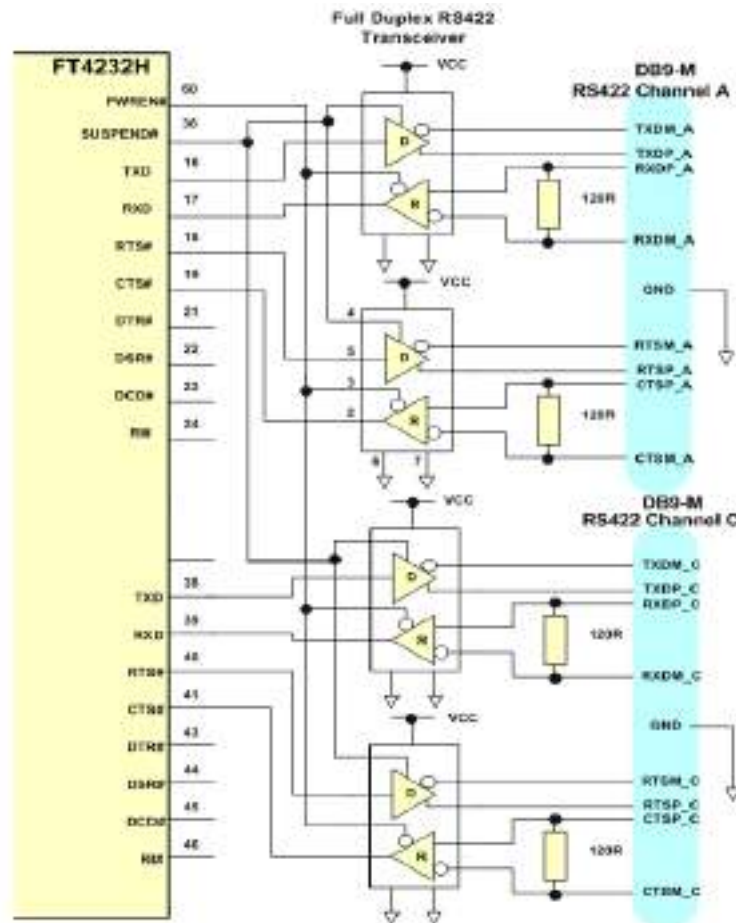 Full Duplex RS422
Transceiver
FT4232H
VCC
DB9-M
RS422 Channel A
PWREN#
60
SUSPEND#
36
TXD
16
RXD
17
RTS#
18
CTS#
19
DTR#
21
DSR#
22
DCD#
23
RI#
24
D
R
TXDM_A
TXDP_A
RXDP_A
120R
RXDM_A
GND
VCC
4
5
3
2
6
7
D
R
RTSM_A
RTSP_A
CTSP_A
120R
CTSM_A
VCC
DB9-M
RS422 Channel C
TXD
38
RXD
39
RTS#
40
CTS#
41
DTR#
43
DSR#
44
DCD#
45
RI#
46
D
R
TXDM_C
TXDP_C
RXDP_C
120R
RXDM_C
GND
VCC
D
R
RTSM_C
RTSP_C
CTSP_C
120R
CTSM_C